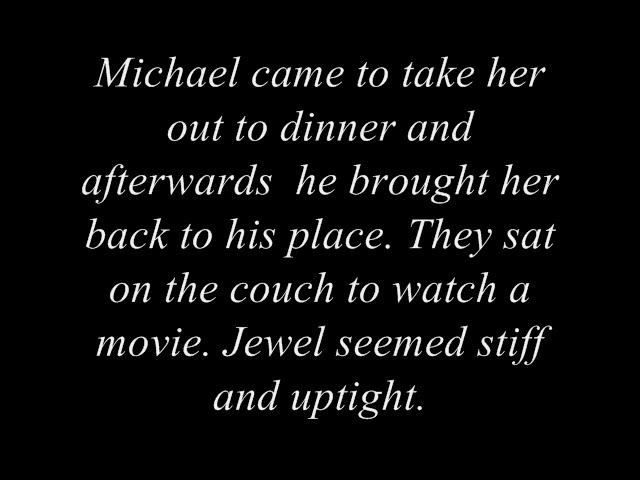 Michael came to take her
out to dinner and
afterwards  he brought her
back to his place. They sat
on the couch to watch a
movie. Jewel seemed stiff
and uptight.